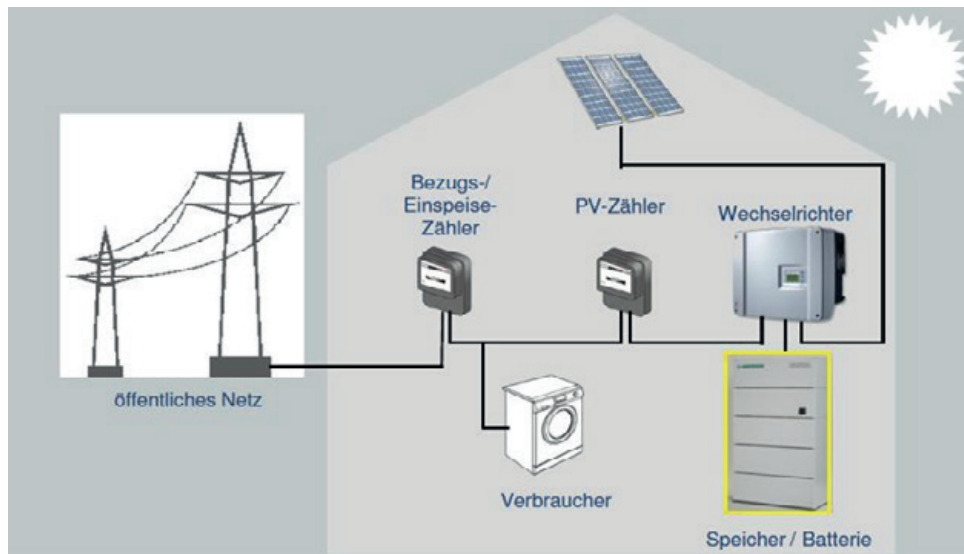 Bezugs-/
Einspeise-
Zähler
PV-Zähler
Wechselrichter
öffentliches Netz
Verbraucher
Speicher / Batterie